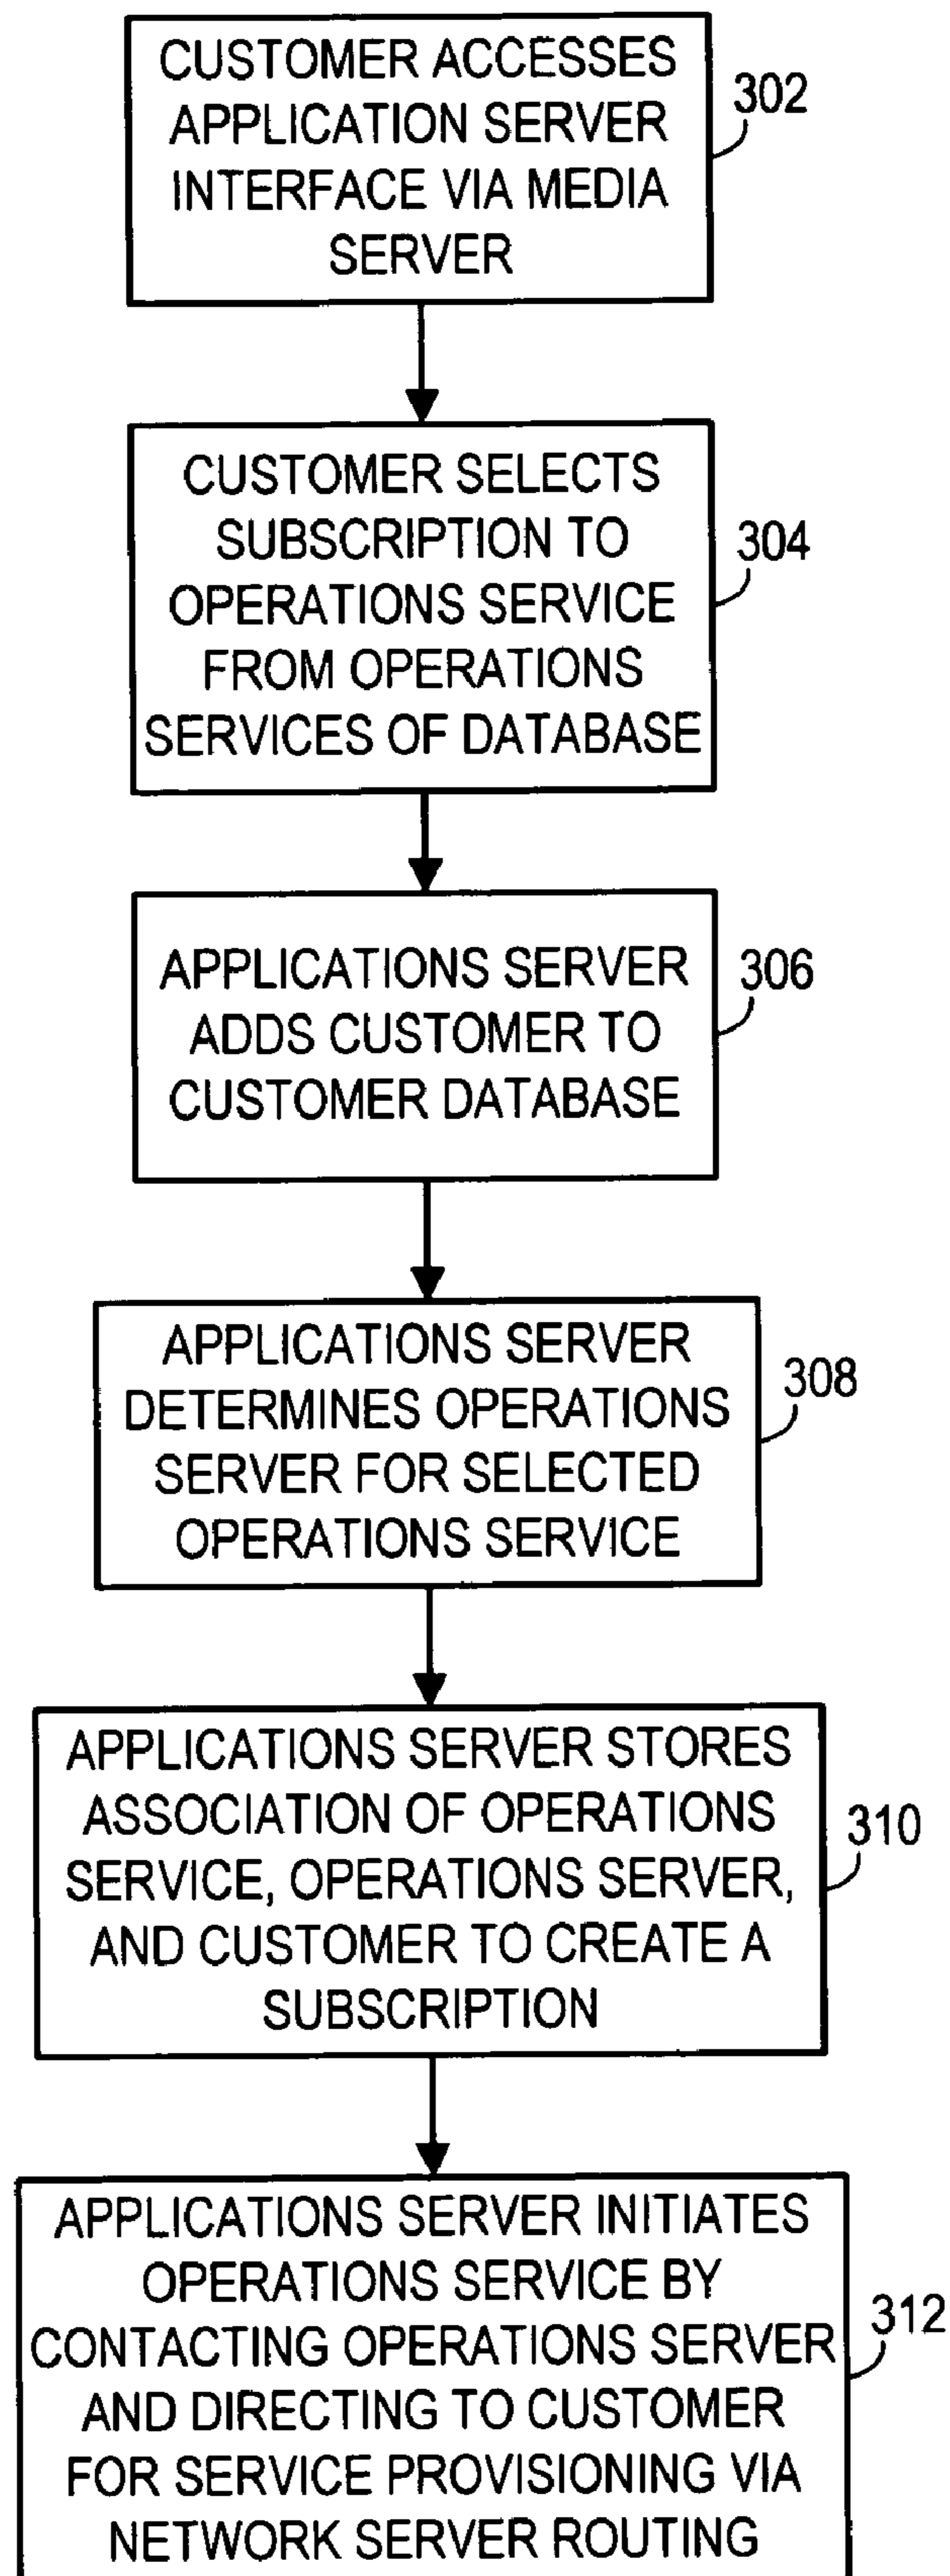 CUSTOMER ACCESSES
APPLICATION SERVER
INTERFACE VIA MEDIA
SERVER
302
CUSTOMER SELECTS
SUBSCRIPTION TO
OPERATIONS SERVICE
FROM OPERATIONS
SERVICES OF DATABASE
304
APPLICATIONS SERVER
ADDS CUSTOMER TO
CUSTOMER DATABASE
306
APPLICATIONS SERVER
DETERMINES OPERATIONS
SERVER FOR SELECTED
OPERATIONS SERVICE
308
APPLICATIONS SERVER STORES
ASSOCIATION OF OPERATIONS
SERVICE, OPERATIONS SERVER,
AND CUSTOMER TO CREATE A
SUBSCRIPTION
310
APPLICATIONS SERVER INITIATES
OPERATIONS SERVICE BY
CONTACTING OPERATIONS SERVER
AND DIRECTING TO CUSTOMER
FOR SERVICE PROVISIONING VIA
NETWORK SERVER ROUTING
312